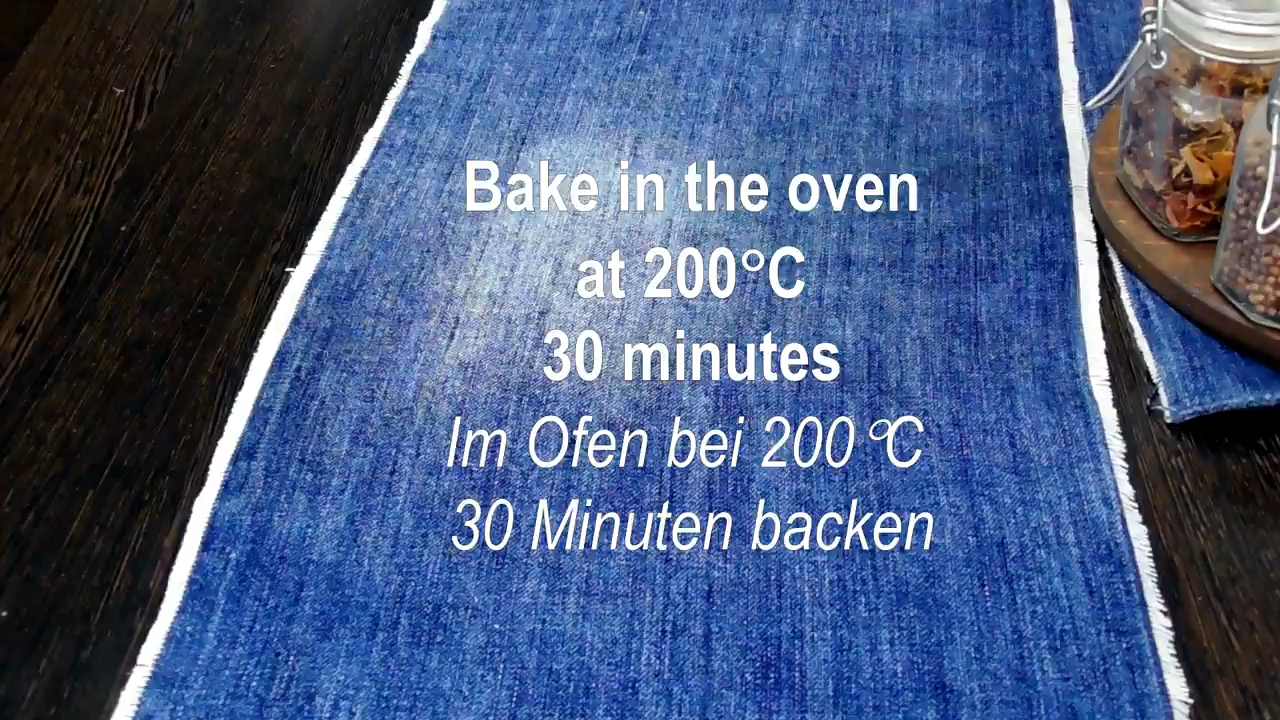 Bake in the oven
at 200°C
30 minutes
Im Ofen bei 200°C
30 Minuten backen